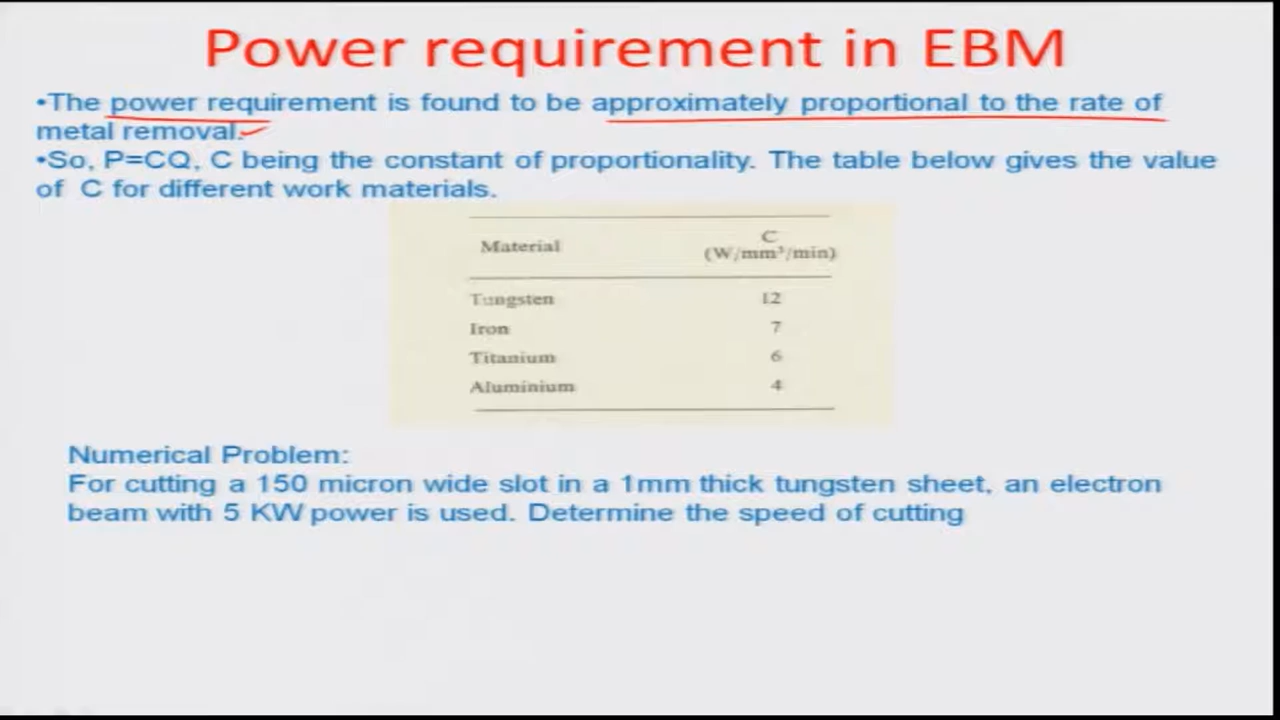 Power requirement in EBM
•The power requirement is found to be approximately proportional to the rate of
metal removal.
•So, P=CQ, C being the constant of proportionality. The table below gives the value
of C for different work materials.
Material C
(W/mm³/min)
Tungsten 12
Iron 7
Titanium 6
Aluminium 4
Numerical Problem:
For cutting a 150 micron wide slot in a 1mm thick tungsten sheet, an electron
beam with 5 KW power is used. Determine the speed of cutting